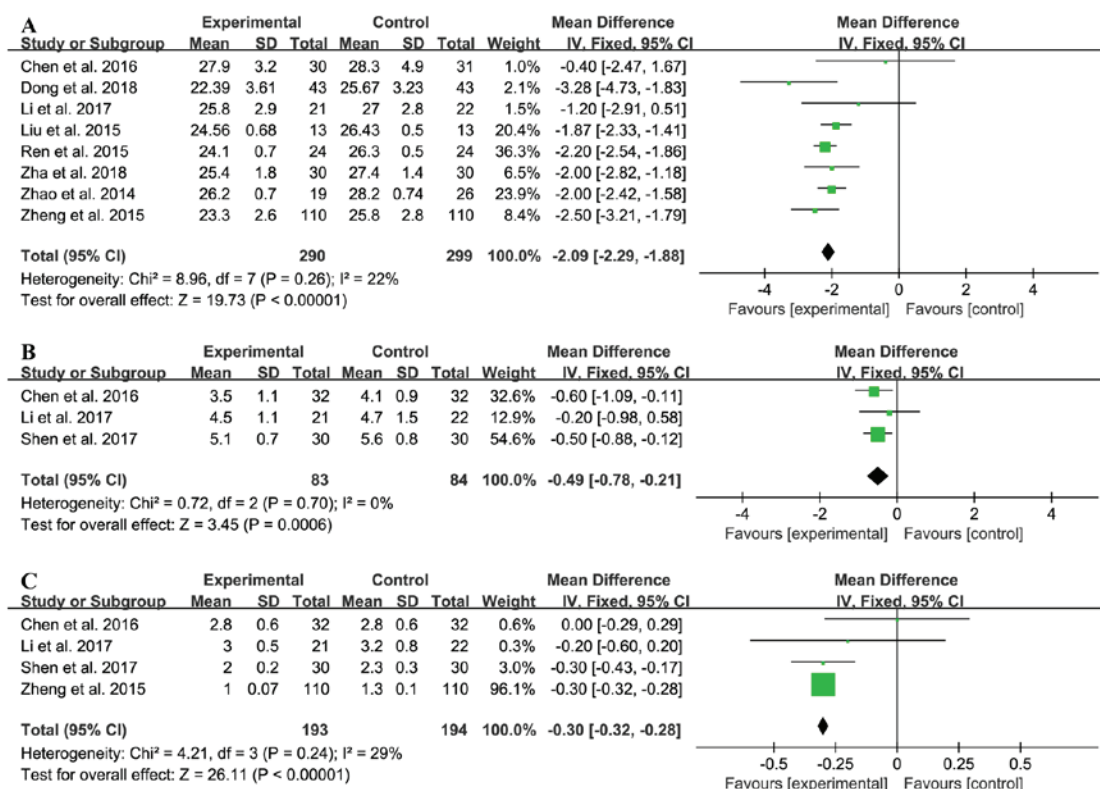 A
Experimental Control Mean Difference Mean Difference
Study or Subgroup Mean SD Total Mean SD Total Weight IV, Fixed, 95% CI IV, Fixed, 95% CI
Chen et al. 2016 27.9 3.2 30 28.3 4.9 31 1.0% -0.40 [-2.47, 1.67]
Dong et al. 2018 22.39 3.61 43 25.67 3.23 43 2.1% -3.28 [-4.73, -1.83]
Li et al. 2017 25.8 2.9 21 27 2.8 22 1.5% -1.20 [-2.91, 0.51]
Liu et al. 2015 24.56 0.68 13 26.43 0.5 13 20.4% -1.87 [-2.33, -1.41]
Ren et al. 2015 24.1 0.7 24 26.3 0.5 24 36.3% -2.20 [-2.54, -1.86]
Zha et al. 2018 25.4 1.8 30 27.4 1.4 30 6.5% -2.00 [-2.82, -1.18]
Zhao et al. 2014 26.2 0.7 19 28.2 0.74 26 23.9% -2.00 [-2.42, -1.58]
Zheng et al. 2015 23.3 2.6 110 25.8 2.8 110 8.4% -2.50 [-3.21, -1.79]
Total (95% CI) 290 299 100.0% -2.09 [-2.29, -1.88]
Heterogeneity: Chi² = 8.96, df = 7 (P = 0.26); I² = 22%
Test for overall effect: Z = 19.73 (P < 0.00001)
-4 -2 0 2 4
Favours [experimental] Favours [control]
B
Experimental Control Mean Difference Mean Difference
Study or Subgroup Mean SD Total Mean SD Total Weight IV, Fixed, 95% CI IV, Fixed, 95% CI
Chen et al. 2016 3.5 1.1 32 4.1 0.9 32 32.6% -0.60 [-1.09, -0.11]
Li et al. 2017 4.5 1.1 21 4.7 1.5 22 12.9% -0.20 [-0.98, 0.58]
Shen et al. 2017 5.1 0.7 30 5.6 0.8 30 54.6% -0.50 [-0.88, -0.12]
Total (95% CI) 83 84 100.0% -0.49 [-0.78, -0.21]
Heterogeneity: Chi² = 0.72, df = 2 (P = 0.70); I² = 0%
Test for overall effect: Z = 3.45 (P = 0.0006)
-4 -2 0 2 4
Favours [experimental] Favours [control]
C
Experimental Control Mean Difference Mean Difference
Study or Subgroup Mean SD Total Mean SD Total Weight IV, Fixed, 95% CI IV, Fixed, 95% CI
Chen et al. 2016 2.8 0.6 32 2.8 0.6 32 0.6% 0.00 [-0.29, 0.29]
Li et al. 2017 3 0.5 21 3.2 0.8 22 0.3% -0.20 [-0.60, 0.20]
Shen et al. 2017 2 0.2 30 2.3 0.3 30 3.0% -0.30 [-0.43, -0.17]
Zheng et al. 2015 1 0.07 110 1.3 0.1 110 96.1% -0.30 [-0.32, -0.28]
Total (95% CI) 193 194 100.0% -0.30 [-0.32, -0.28]
Heterogeneity: Chi² = 4.21, df = 3 (P = 0.24); I² = 29%
Test for overall effect: Z = 26.11 (P < 0.00001)
-0.5 -0.25 0 0.25 0.5
Favours [experimental] Favours [control]